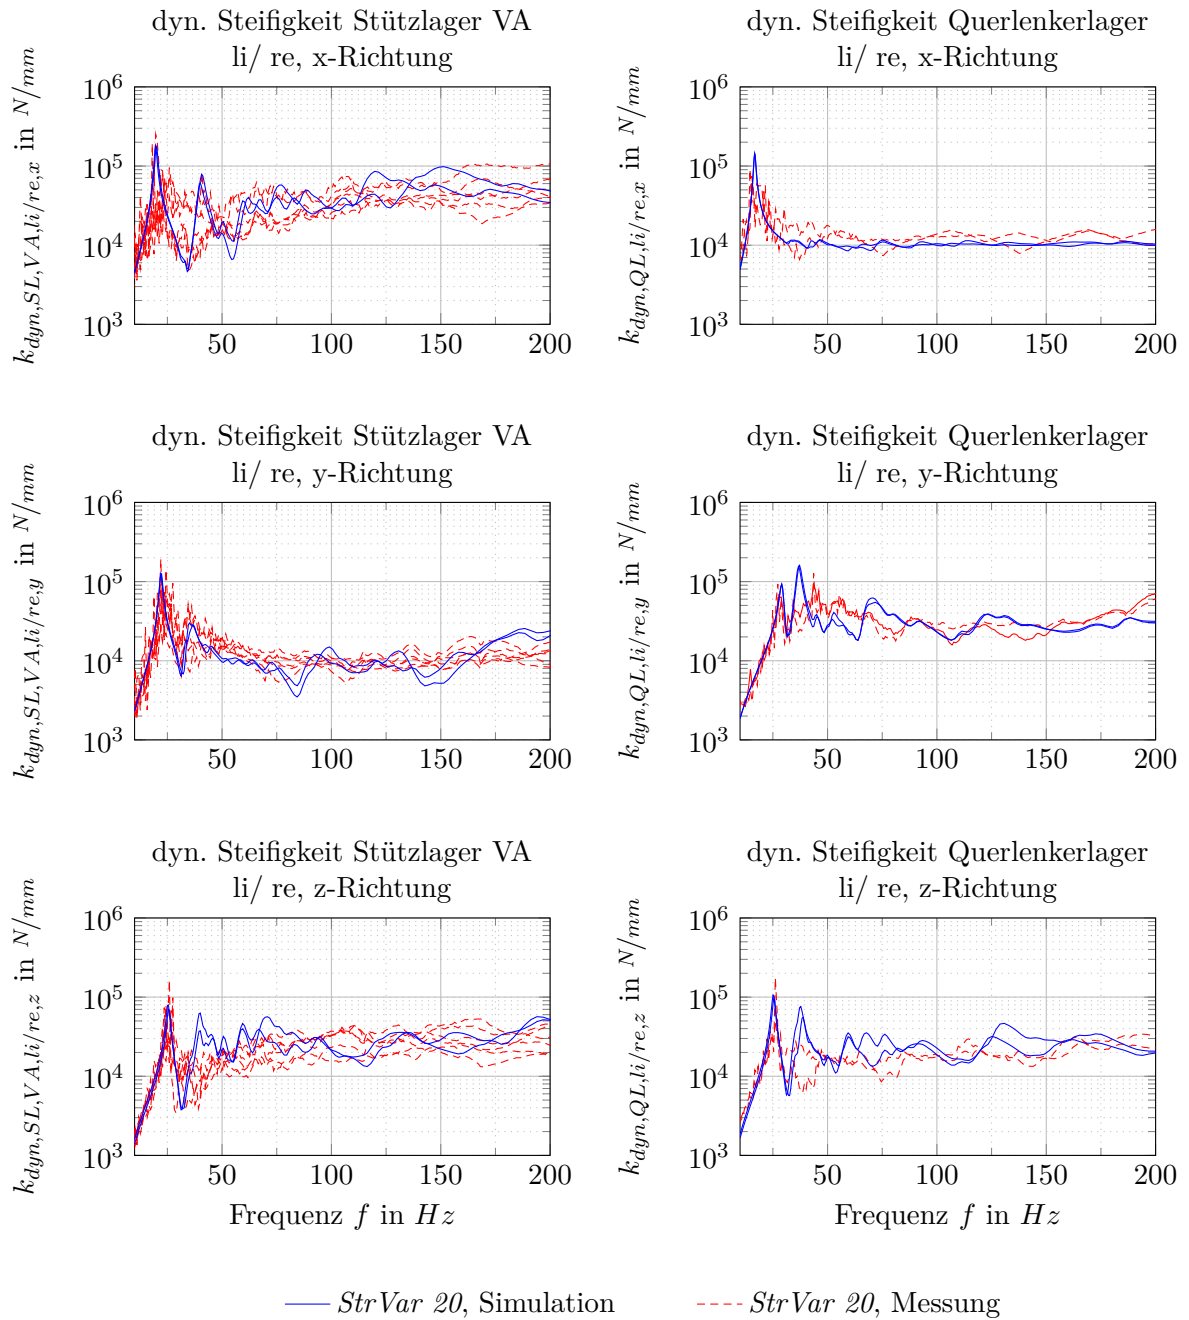 dyn. Steifigkeit Stützlager VA
li/ re, x-Richtung
k_{dyn,SL,VA,li/re,x} in N/mm
10^6
10^5
10^4
10^3
50 100 150 200
dyn. Steifigkeit Querlenkerlager
li/ re, x-Richtung
k_{dyn,QL,li/re,x} in N/mm
10^6
10^5
10^4
10^3
50 100 150 200
dyn. Steifigkeit Stützlager VA
li/ re, y-Richtung
k_{dyn,SL,VA,li/re,y} in N/mm
10^6
10^5
10^4
10^3
50 100 150 200
dyn. Steifigkeit Querlenkerlager
li/ re, y-Richtung
k_{dyn,QL,li/re,y} in N/mm
10^6
10^5
10^4
10^3
50 100 150 200
dyn. Steifigkeit Stützlager VA
li/ re, z-Richtung
k_{dyn,SL,VA,li/re,z} in N/mm
10^6
10^5
10^4
10^3
50 100 150 200
Frequenz f in Hz
dyn. Steifigkeit Querlenkerlager
li/ re, z-Richtung
k_{dyn,QL,li/re,z} in N/mm
10^6
10^5
10^4
10^3
50 100 150 200
Frequenz f in Hz
StrVar 20, Simulation
StrVar 20, Messung